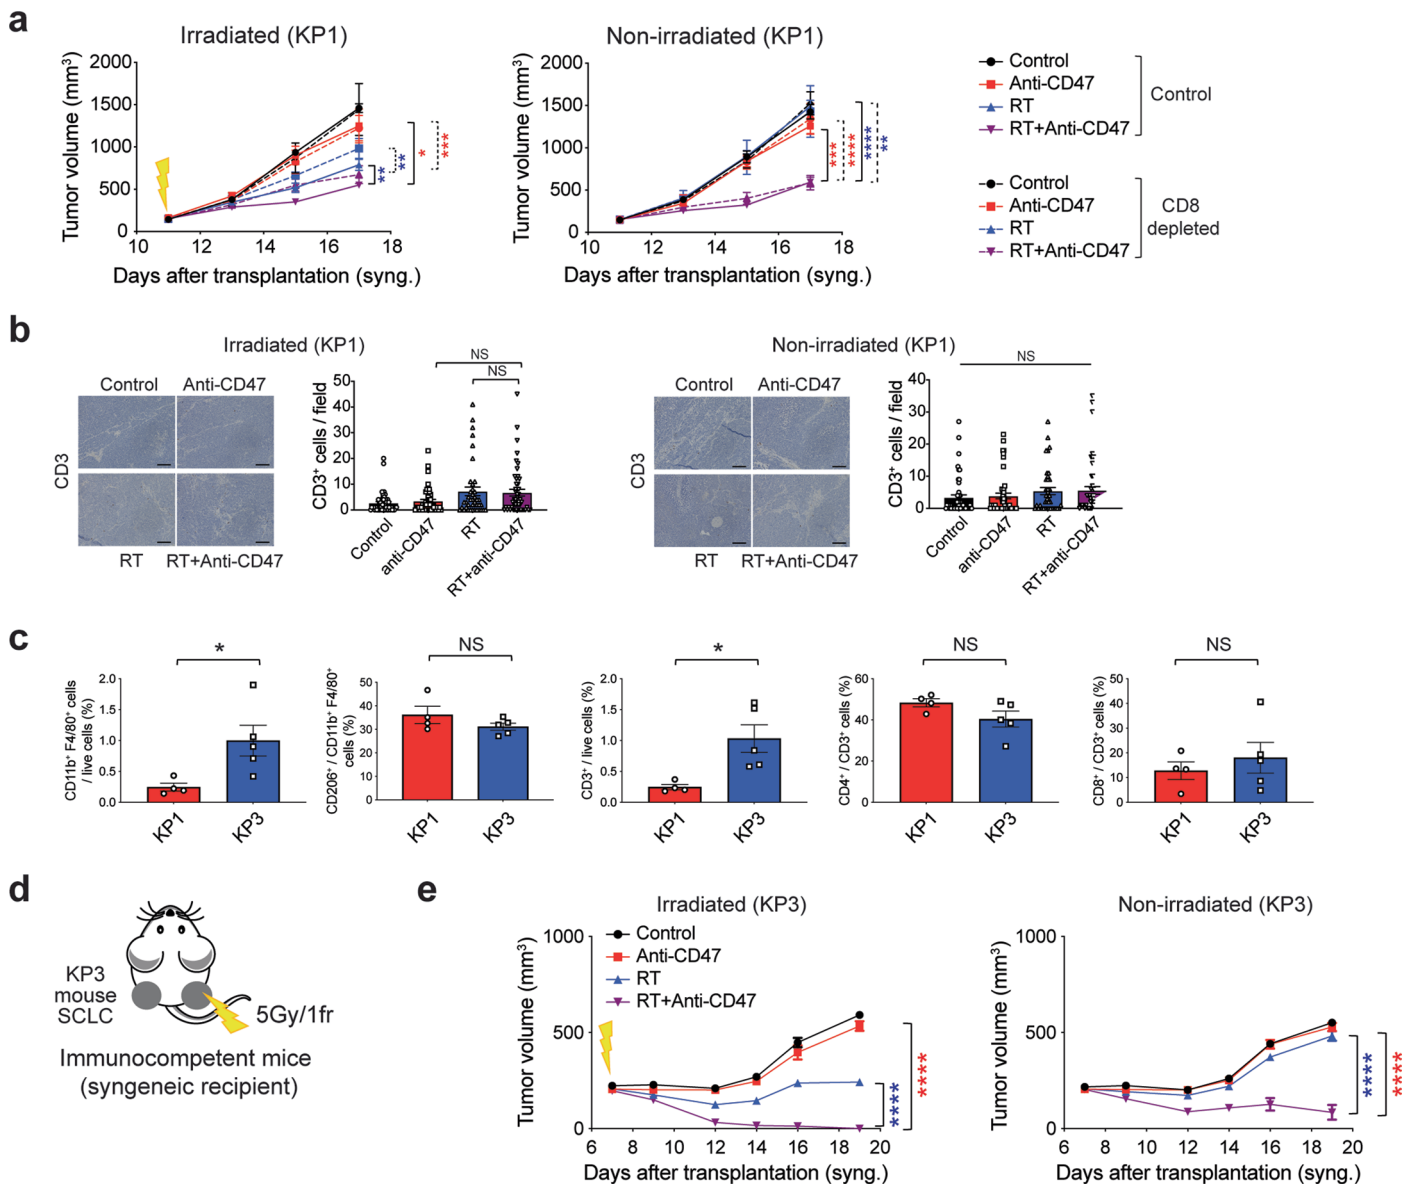 a
Irradiated (KP1)
Tumor volume (mm³)
2000
1500
1000
500
0
10 12 14 16 18
Days after transplantation (syng.)
**
**
*
***
Non-irradiated (KP1)
Tumor volume (mm³)
2000
1500
1000
500
0
10 12 14 16 18
Days after transplantation (syng.)
***
****
****
**
Control
Anti-CD47
RT
RT+Anti-CD47
Control
Control
Anti-CD47
RT
RT+Anti-CD47
CD8
depleted
b
Irradiated (KP1)
Control Anti-CD47
CD3
RT RT+Anti-CD47
NS
NS
CD3⁺ cells / field
50
40
30
20
10
0
Control
anti-CD47
RT
RT+anti-CD47
Non-irradiated (KP1)
Control Anti-CD47
CD3
RT RT+Anti-CD47
NS
CD3⁺ cells / field
40
30
20
10
0
Control
anti-CD47
RT
RT+anti-CD47
c
*
CD11b⁺ F4/80⁺ cells
/ live cells (%)
2.0
1.5
1.0
0.5
0.0
KP1
KP3
NS
CD206⁺ / CD11b⁺ F4/80⁺
cells (%)
50
40
30
20
10
0
KP1
KP3
*
CD3⁺ / live cells (%)
2.0
1.5
1.0
0.5
0.0
KP1
KP3
NS
CD4⁺ / CD3⁺ cells (%)
60
40
20
0
KP1
KP3
NS
CD8⁺ / CD3⁺ cells (%)
50
40
30
20
10
0
KP1
KP3
d
KP3
mouse
SCLC
5Gy/1fr
Immunocompetent mice
(syngeneic recipient)
e
Irradiated (KP3)
Control
Anti-CD47
RT
RT+Anti-CD47
Tumor volume (mm³)
1000
500
0
6 8 10 12 14 16 18 20
Days after transplantation (syng.)
****
****
Non-irradiated (KP3)
Tumor volume (mm³)
1000
500
0
6 8 10 12 14 16 18 20
Days after transplantation (syng.)
****
****